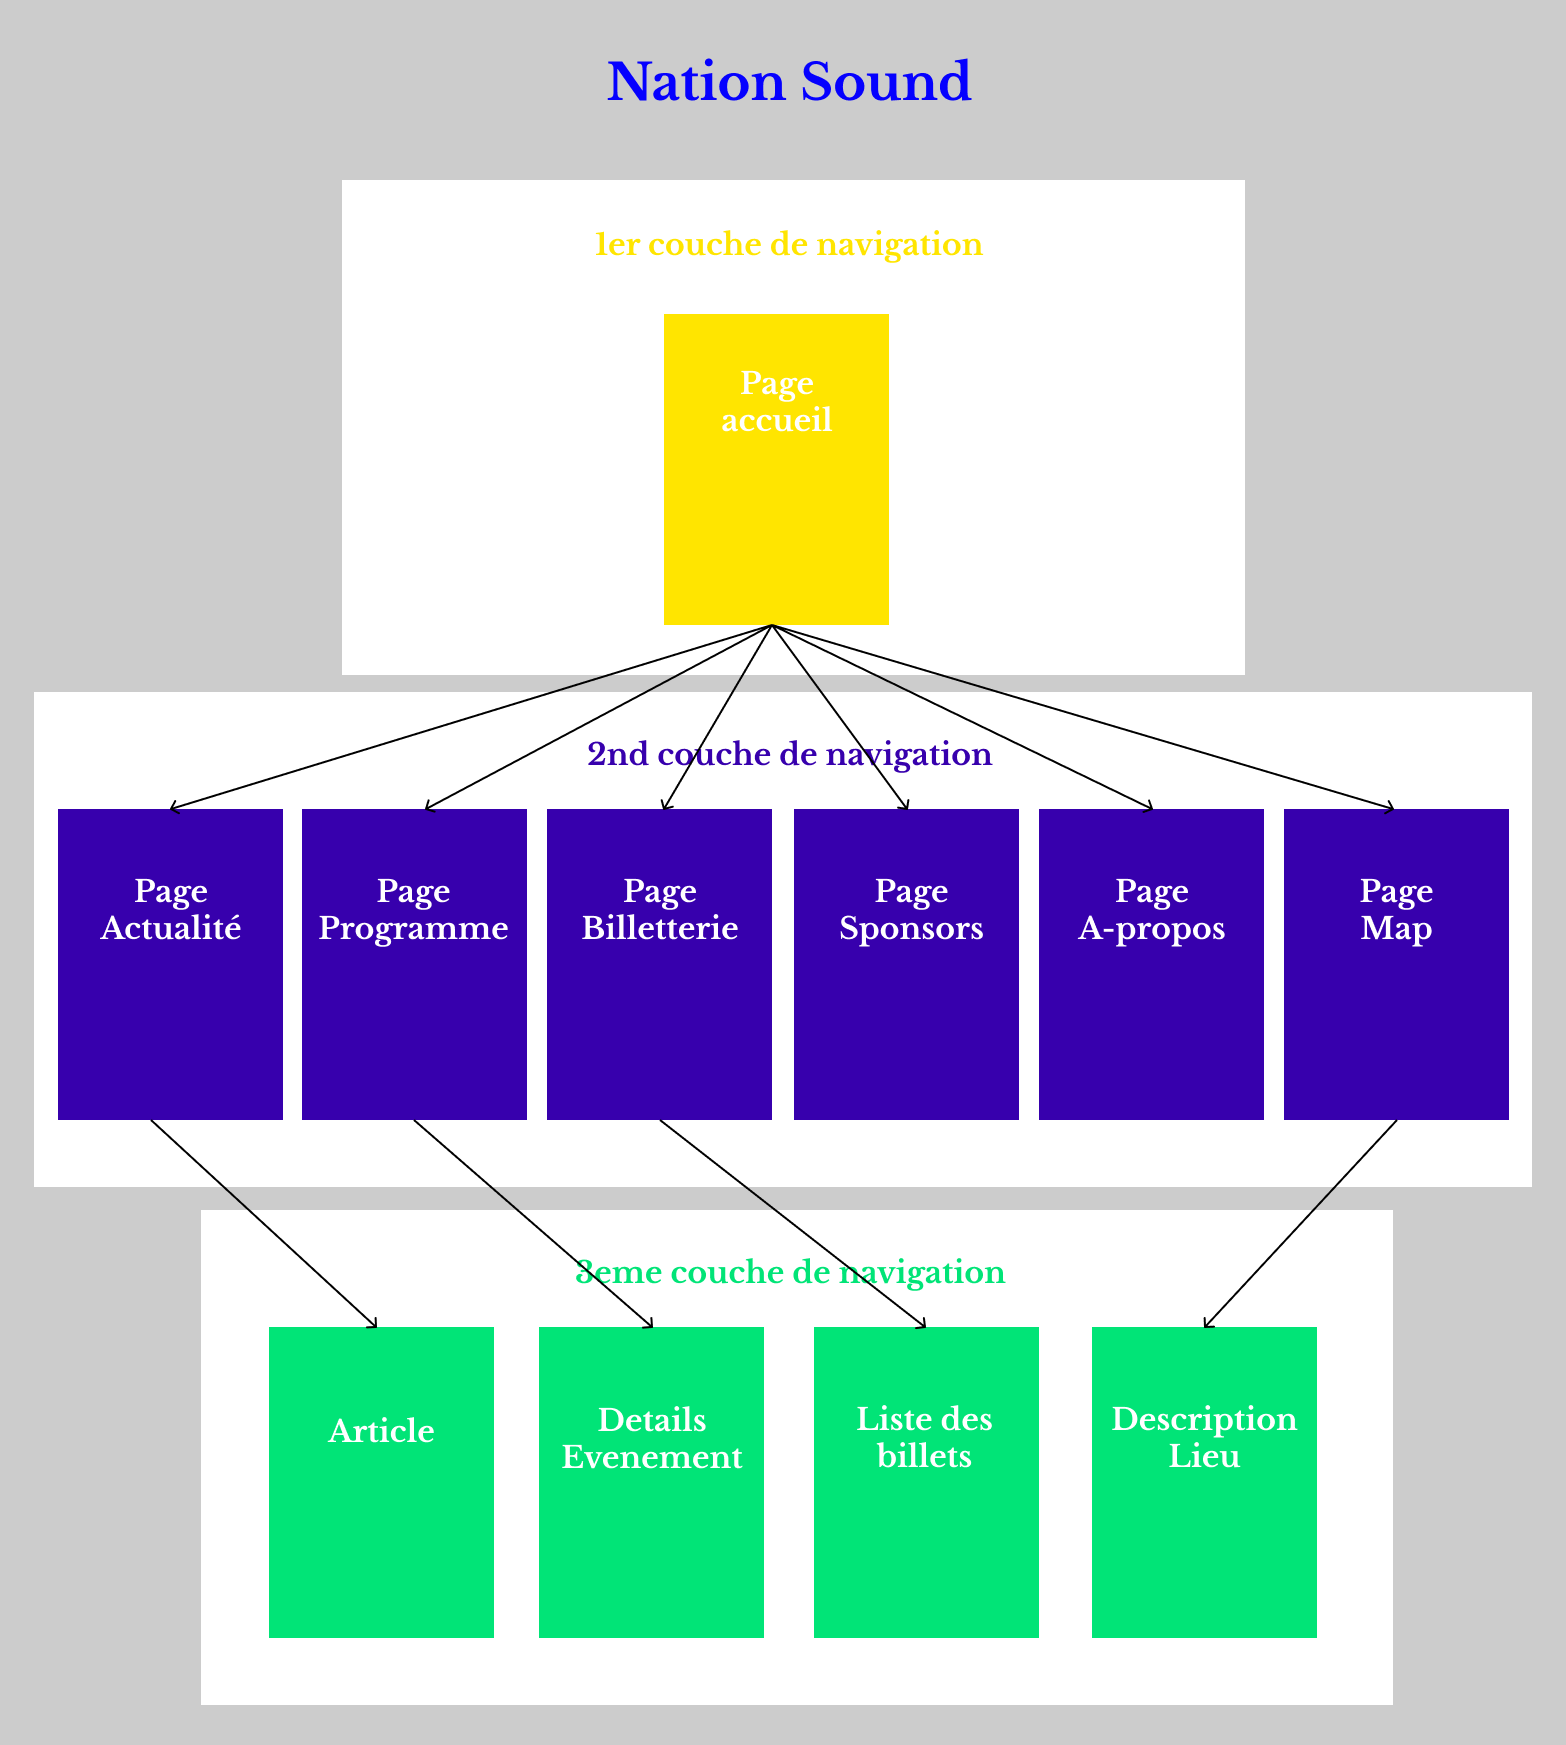 Nation Sound
1er couche de navigation
Page
accueil
2nd couche de navigation
Page
Actualité
Page
Programme
Page
Billetterie
Page
Sponsors
Page
A-propos
Page
Map
3eme couche de navigation
Article
Details
Evenement
Liste des
billets
Description
Lieu